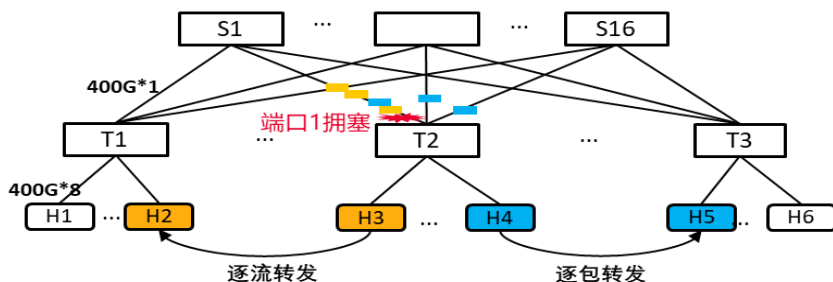 S1 ... ... S16
400G*1
端口1拥塞
T1 ... T2 ... T3
400G*8
H1 ... H2 H3 ... H4 H5 ... H6
逐流转发 逐包转发